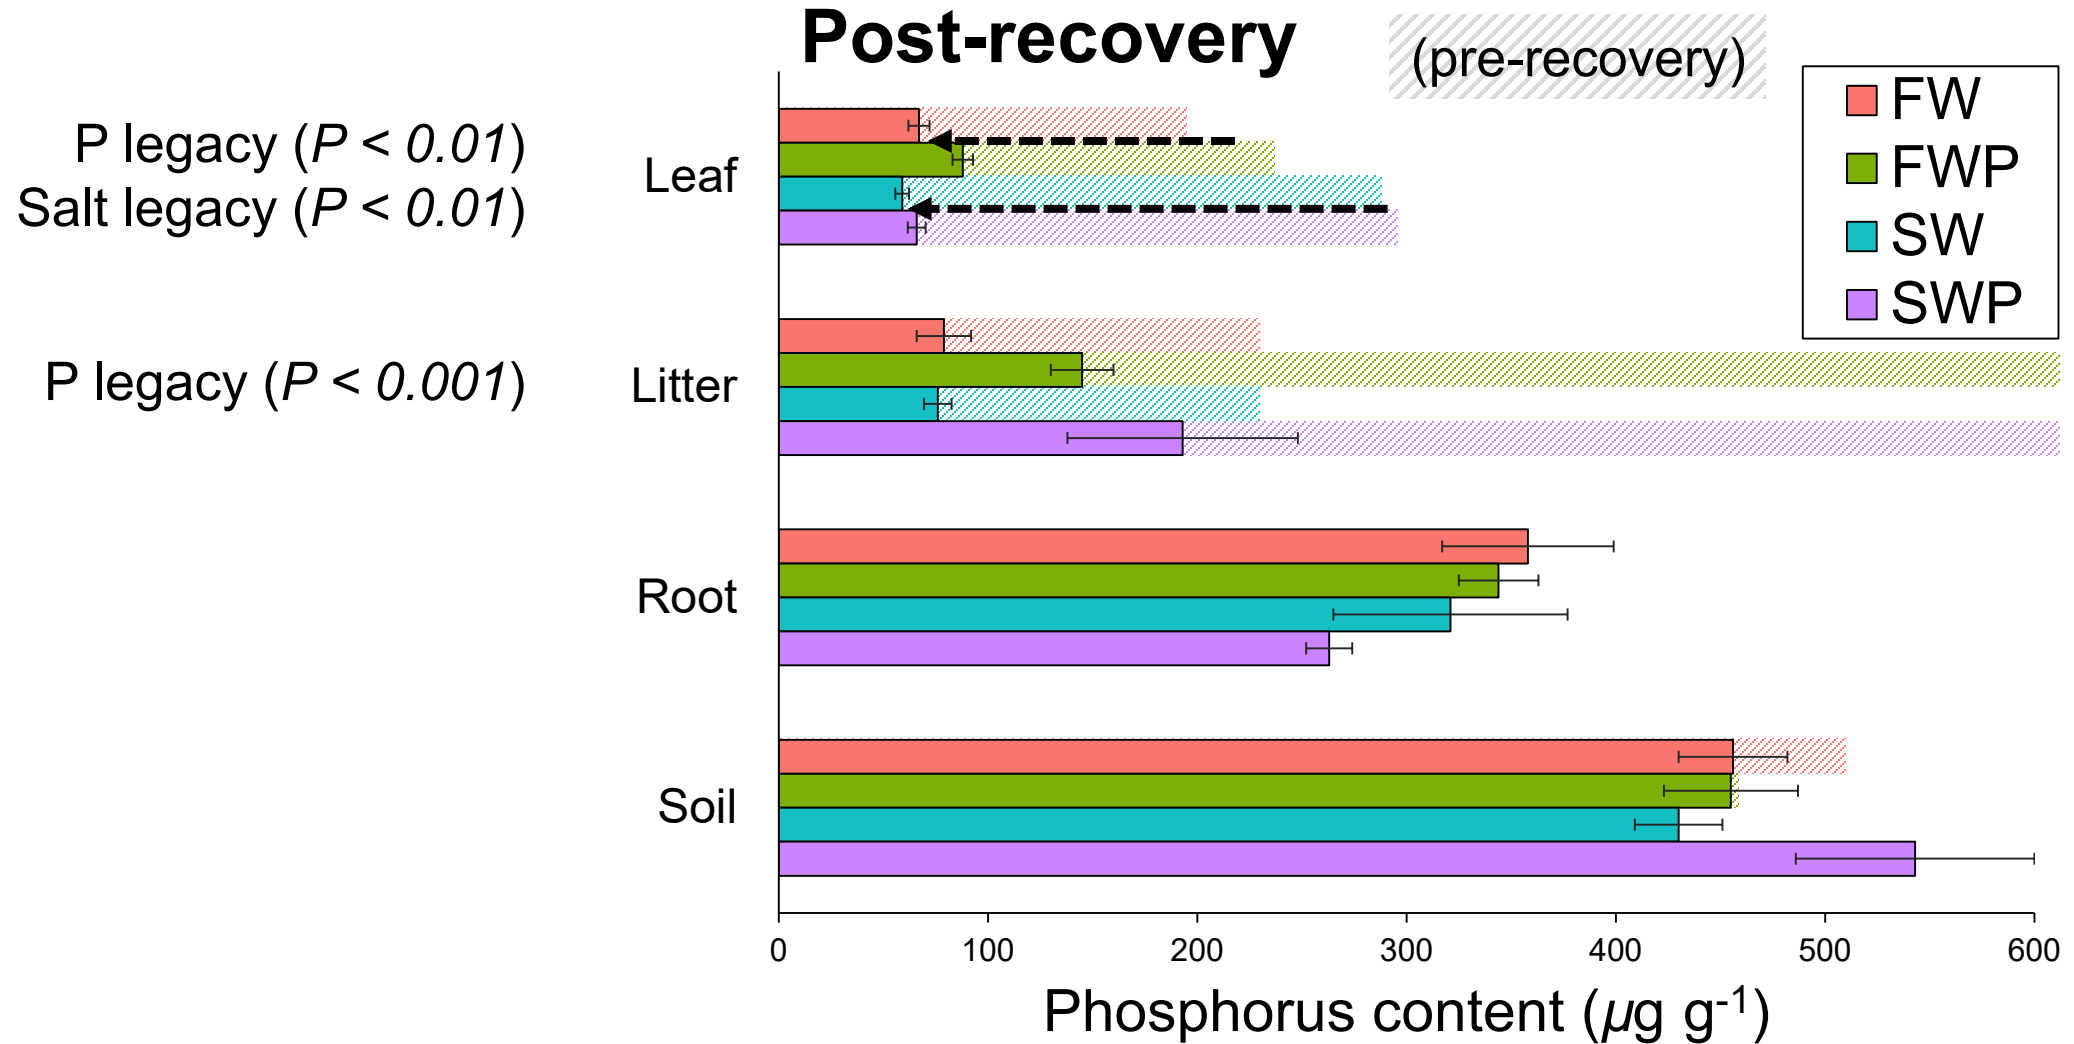 Post-recovery
(pre-recovery)
FW
FWP
SW
SWP
P legacy (P < 0.01)
Salt legacy (P < 0.01)
Leaf
P legacy (P < 0.001)
Litter
Root
Soil
0 100 200 300 400 500 600
Phosphorus content (μg g-1)